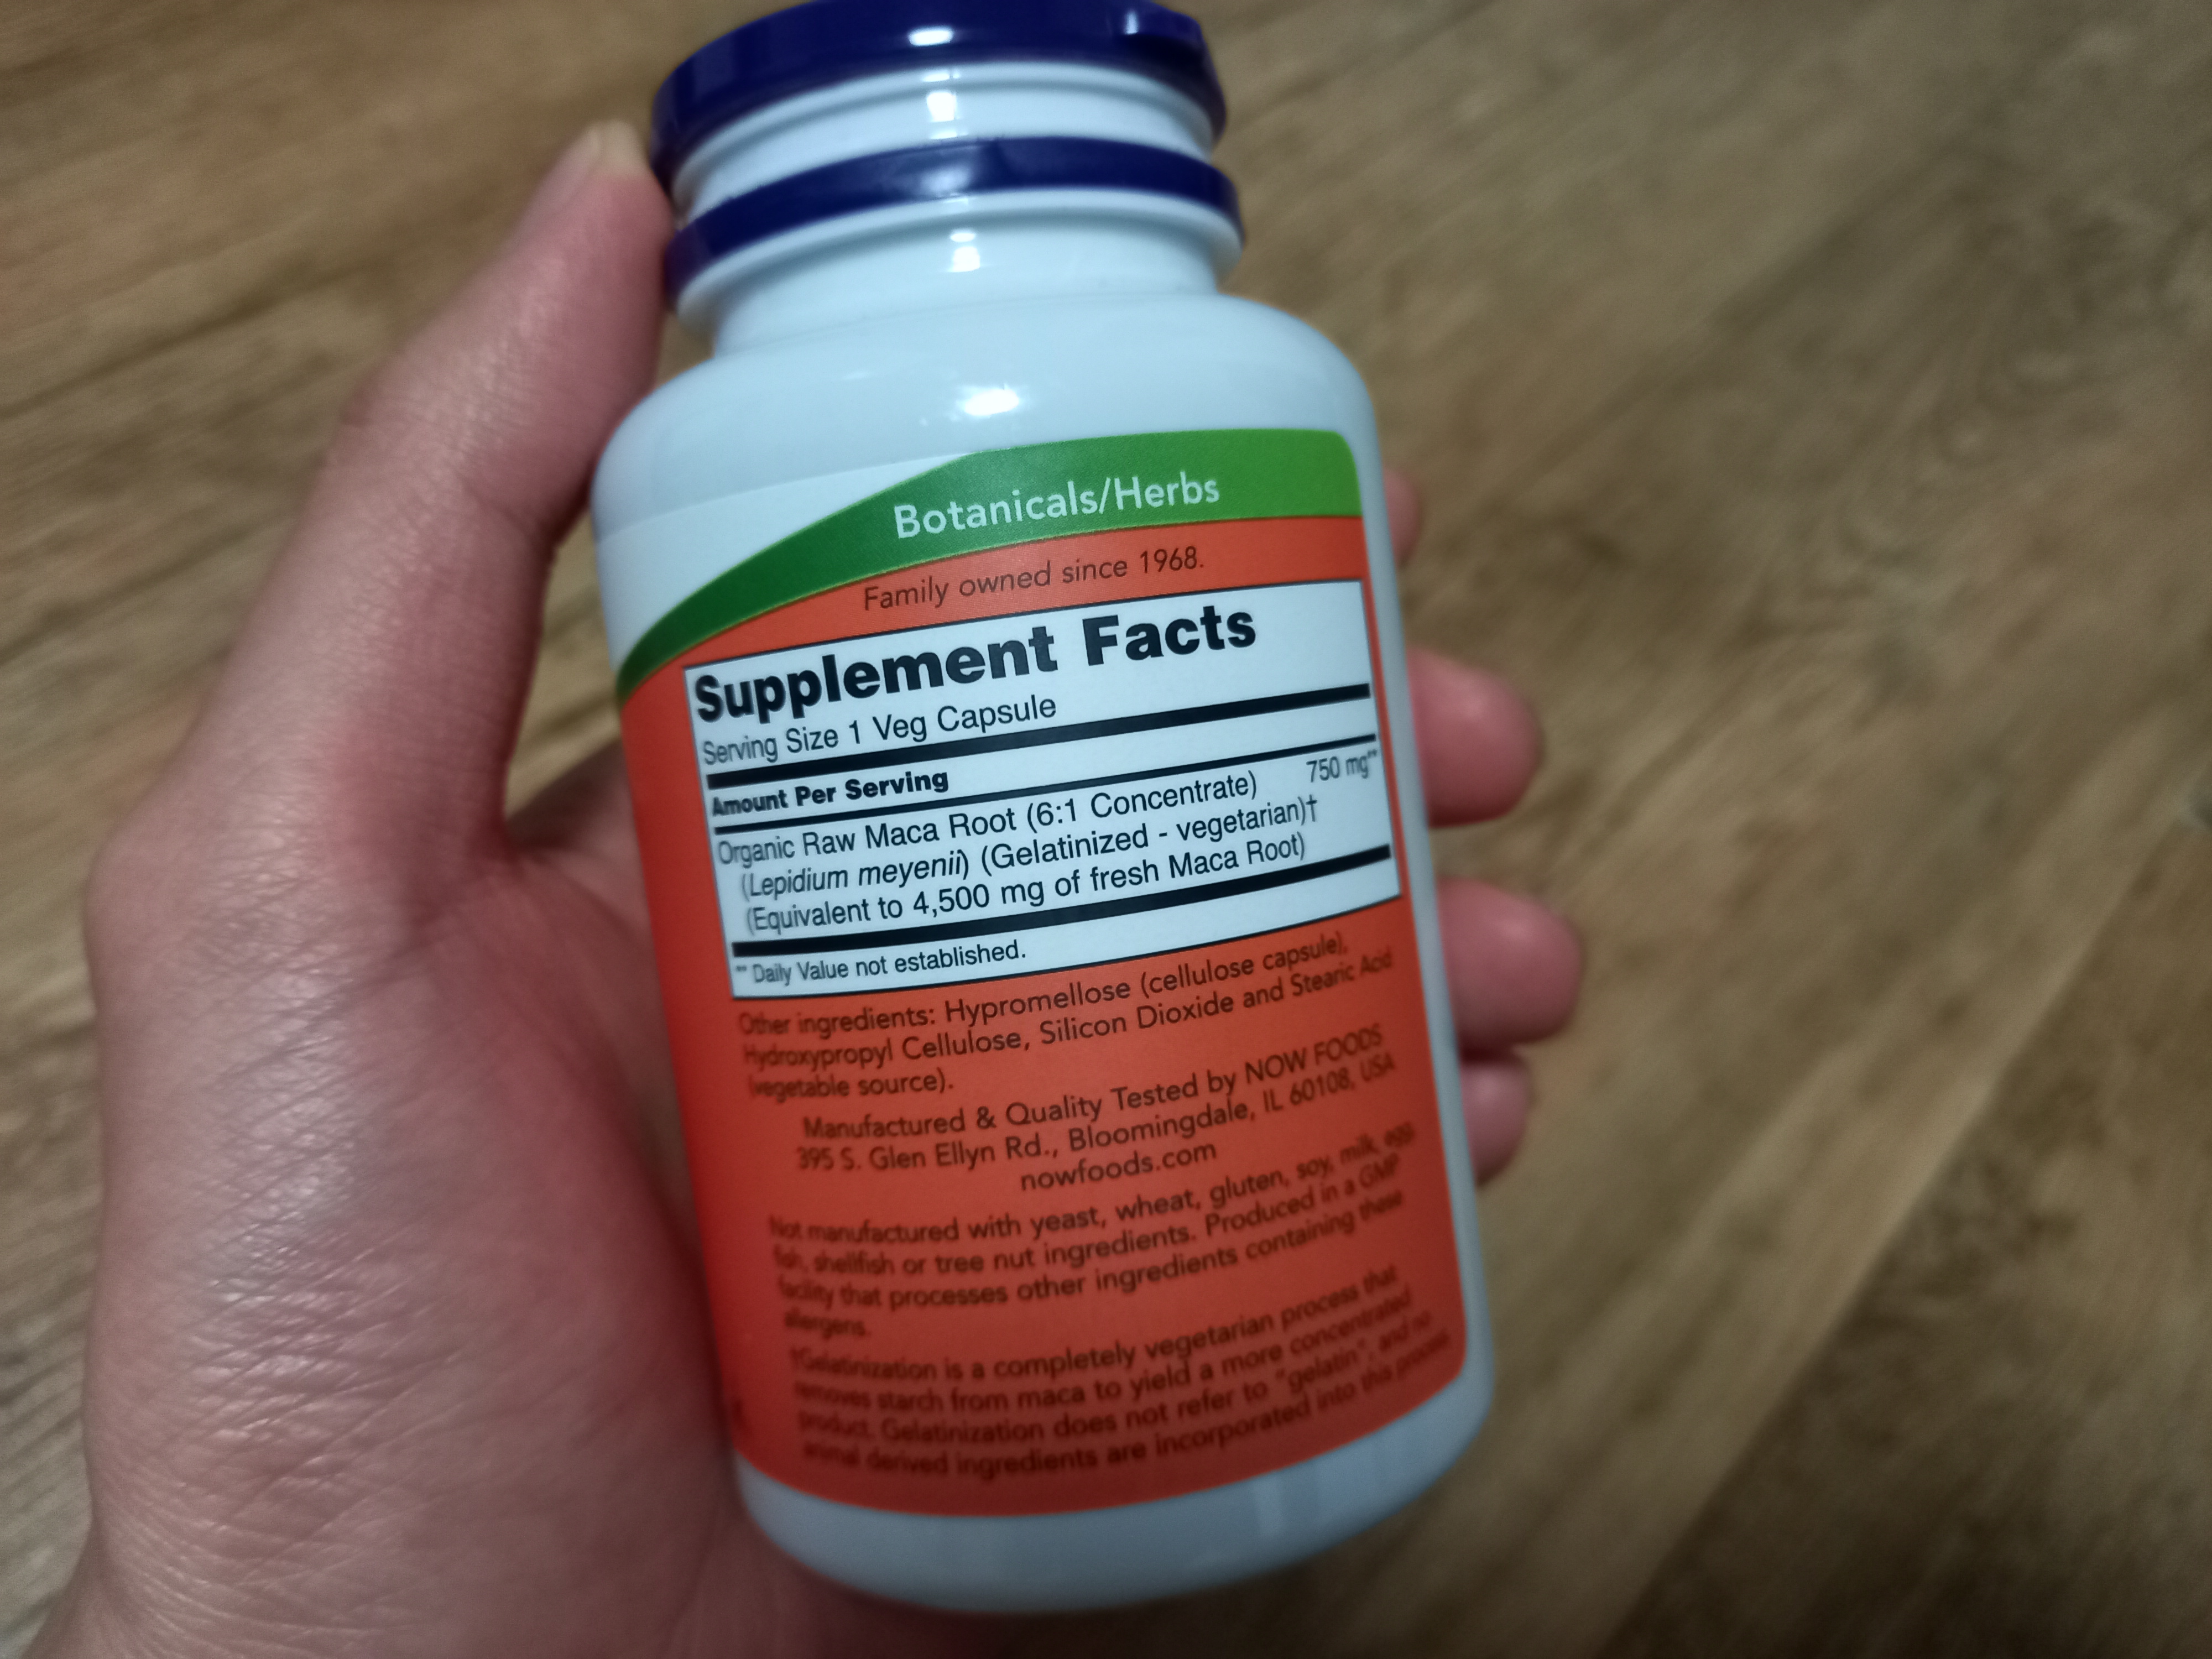 Botanicals/Herbs
Family owned since 1968.
Supplement Facts
Serving Size 1 Veg Capsule
Amount Per Serving
Organic Raw Maca Root (6:1 Concentrate) 750 mg**
(Lepidium meyenii) (Gelatinized - vegetarian)†
(Equivalent to 4,500 mg of fresh Maca Root)
** Daily Value not established.
Other ingredients: Hypromellose (cellulose capsule),
Hydroxypropyl Cellulose, Silicon Dioxide and Stearic Acid
(vegetable source).
Manufactured & Quality Tested by NOW FOODS
395 S. Glen Ellyn Rd., Bloomingdale, IL 60108, USA
nowfoods.com
Not manufactured with yeast, wheat, gluten, soy, milk, egg,
fish, shellfish or tree nut ingredients. Produced in a GMP
facility that processes other ingredients containing these
allergens.
†Gelatinization is a completely vegetarian process that
removes starch from maca to yield a more concentrated
product. Gelatinization does not refer to "gelatin", and no
animal derived ingredients are incorporated into this process.